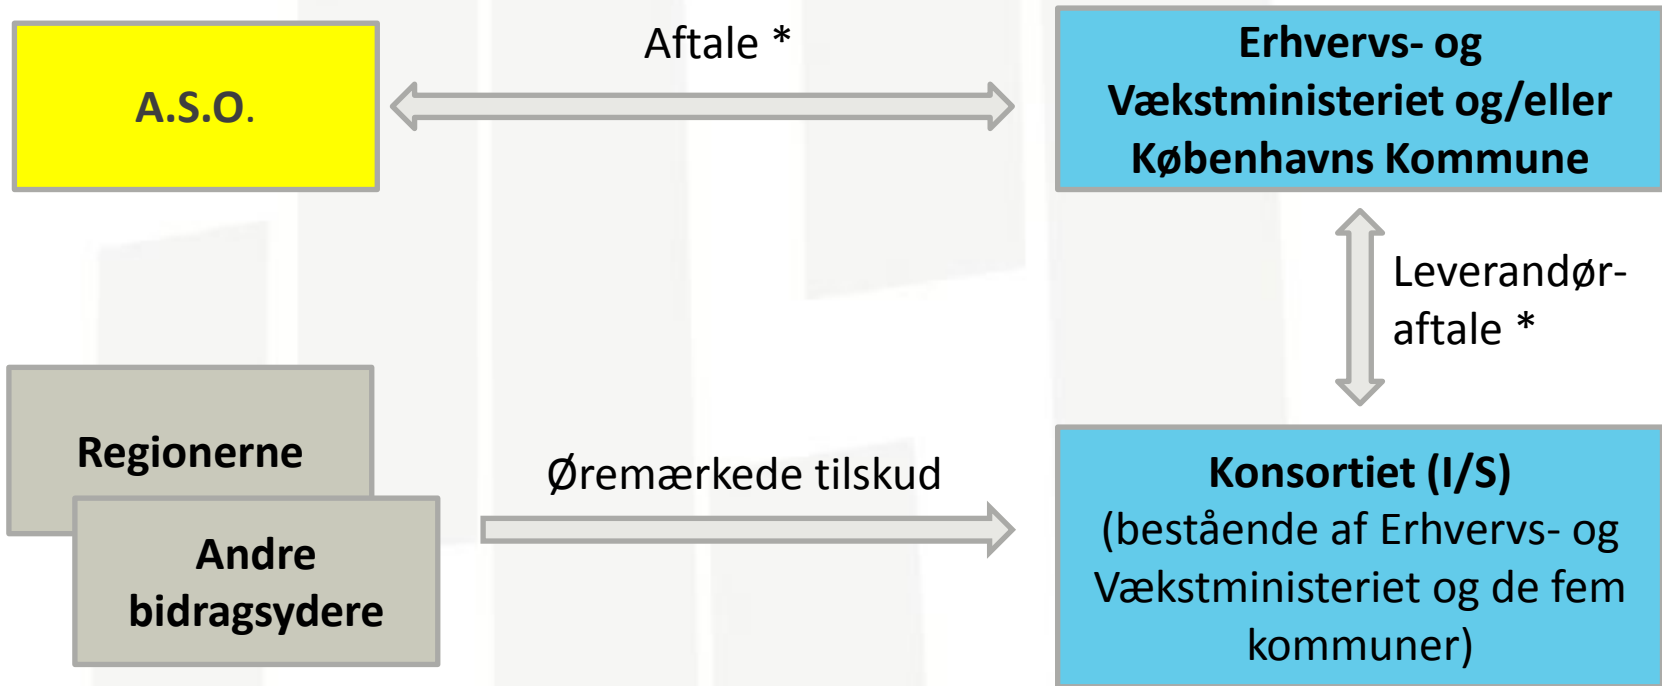 A.S.O.
Aftale *
Erhvervs- og
Vækstministeriet og/eller
Københavns Kommune
Leverandør-
aftale *
Regionerne
Andre
bidragsydere
Øremærkede tilskud
Konsortiet (I/S)
(bestående af Erhvervs- og
Vækstministeriet og de fem
kommuner)